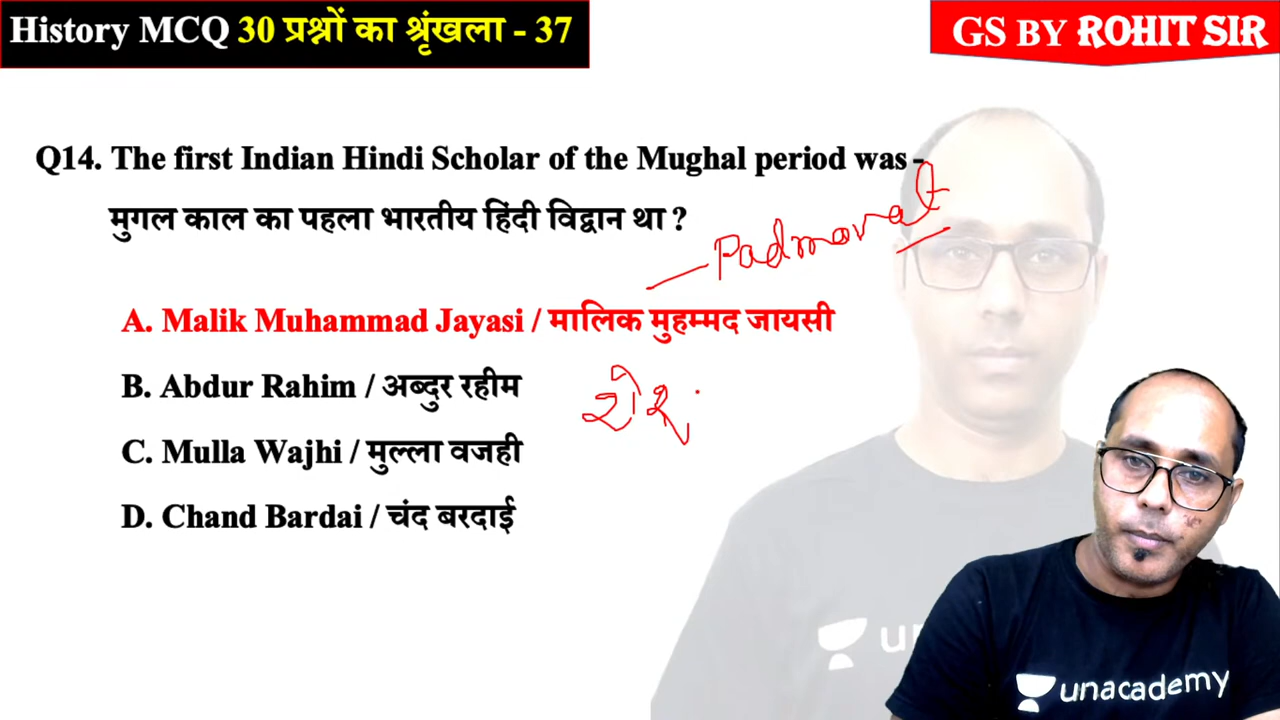 History MCQ 30 प्रश्नों का श्रृंखला - 37
GS BY ROHIT SIR
Q14. The first Indian Hindi Scholar of the Mughal period was -
मुगल काल का पहला भारतीय हिंदी विद्वान था ?
Padmavat
A. Malik Muhammad Jayasi / मालिक मुहम्मद जायसी
B. Abdur Rahim / अब्दुर रहीम
C. Mulla Wajhi / मुल्ला वजही
D. Chand Bardai / चंद बरदाई
unacademy